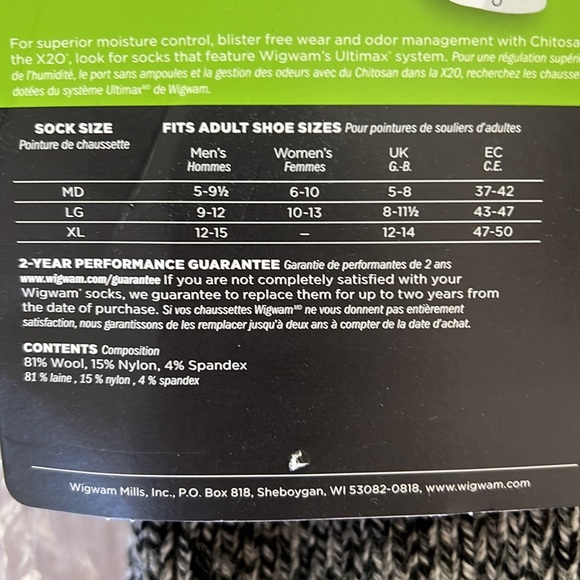 For superior moisture control, blister free wear and odor management with
the X20®, look for socks that feature Wigwam's Ultimax® system. Pour une régulation
de l'humidité, le port sans ampoules et la gestion des odeurs avec du Chitosan dans la X20, recherchez les
dotées du système UltimaxMD de Wigwam.
SOCK SIZE FITS ADULT SHOE SIZES Pour pointures de souliers d'adultes
Pointure de chaussette
Men's Women's UK EC
Hommes Femmes G.-B. C.E.
MD 5-9½ 6-10 5-8 37-42
LG 9-12 10-13 8-11½ 43-47
XL 12-15 – 12-14 47-50
2-YEAR PERFORMANCE GUARANTEE Garantie de performantes de 2 ans
www.wigwam.com/guarantee If you are not completely satisfied with your
Wigwam® socks, we guarantee to replace them for up to two years from
the date of purchase. Si vos chaussettes WigwamMD ne vous donnent pas entièrement
satisfaction, nous garantissons de les remplacer jusqu'à deux ans à compter de la date d'achat.
CONTENTS Composition
81% Wool, 15% Nylon, 4% Spandex
81 % laine , 15 % nylon , 4 % spandex
Wigwam Mills, Inc., P.O. Box 818, Sheboygan, WI 53082-0818, www.wigwam.com